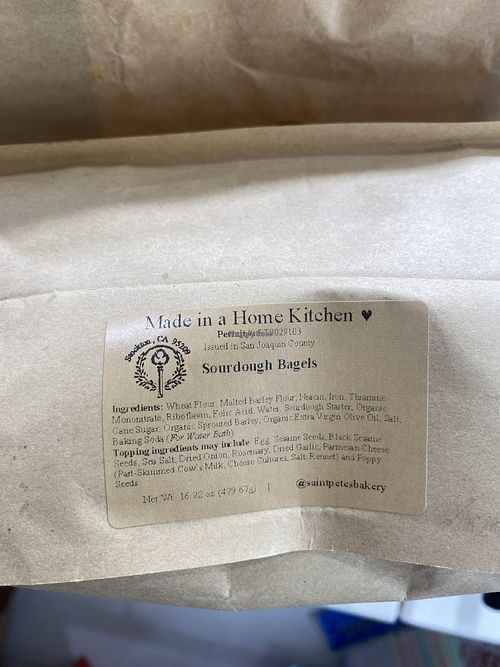 Made in a Home Kitchen ♥
Issued in San Joaquin County
Stockton, CA 95209
Sourdough Bagels
Ingredients: Wheat Flour, Malted Barley Flour, Niacin, Iron, Thiamine
Mononitrate, Riboflavin, Folic Acid, Water, Sourdough Starter, Organic
Cane Sugar, Organic Sprouted Barley, Organic Extra Virgin Olive Oil, Salt,
Baking Soda (For Water Bath)
Topping ingredients may include Egg, Sesame Seeds, Black Sesame
Seeds, Sea Salt, Dried Onion, Rosemary, Dried Garlic, Parmesan Cheese
(Part-Skimmed Cow's Milk, Cheese Cultures, Salt, Rennet) and Poppy
Seeds
Net Wt. 16.92 oz (479.67g) | @saintpetesbakery